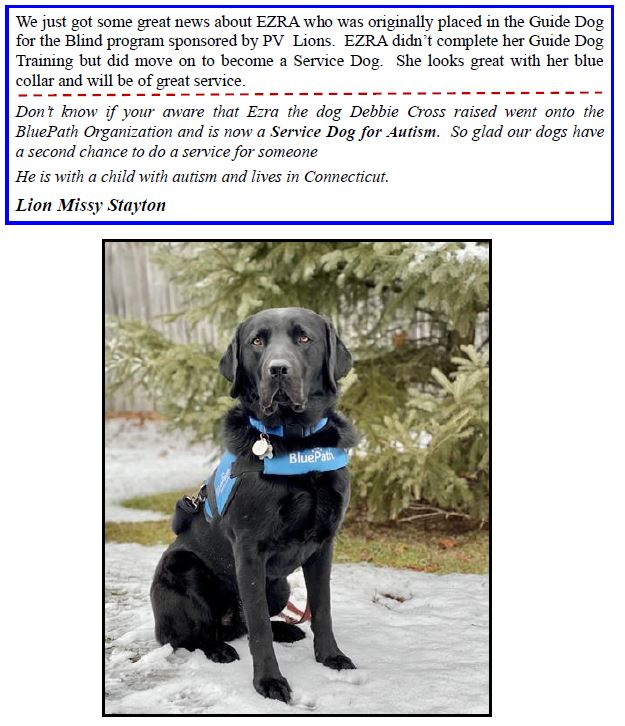 We just got some great news about EZRA who was originally placed in the Guide Dog
for the Blind program sponsored by PV Lions. EZRA didn't complete her Guide Dog
Training but did move on to become a Service Dog. She looks great with her blue
collar and will be of great service.
Don't know if your aware that Ezra the dog Debbie Cross raised went onto the
BluePath Organization and is now a Service Dog for Autism. So glad our dogs have
a second chance to do a service for someone
He is with a child with autism and lives in Connecticut.
Lion Missy Stayton
BluePath